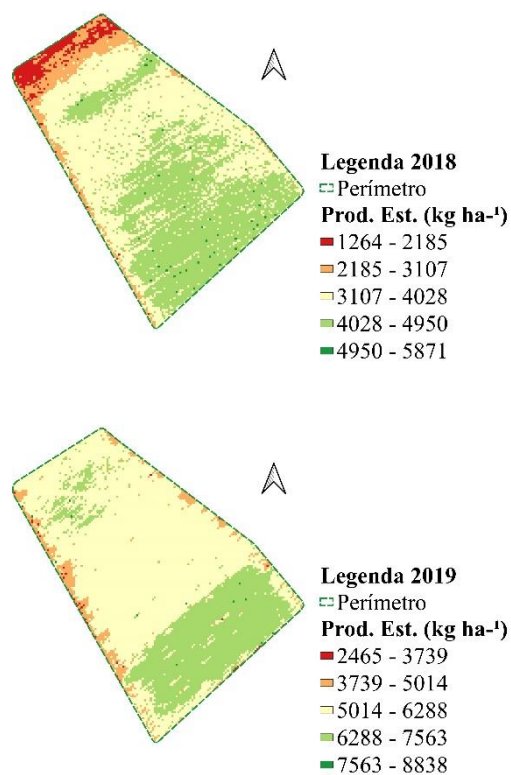 Legenda 2018
Perímetro
Prod. Est. (kg ha-¹)
1264 - 2185
2185 - 3107
3107 - 4028
4028 - 4950
4950 - 5871
Legenda 2019
Perímetro
Prod. Est. (kg ha-¹)
2465 - 3739
3739 - 5014
5014 - 6288
6288 - 7563
7563 - 8838